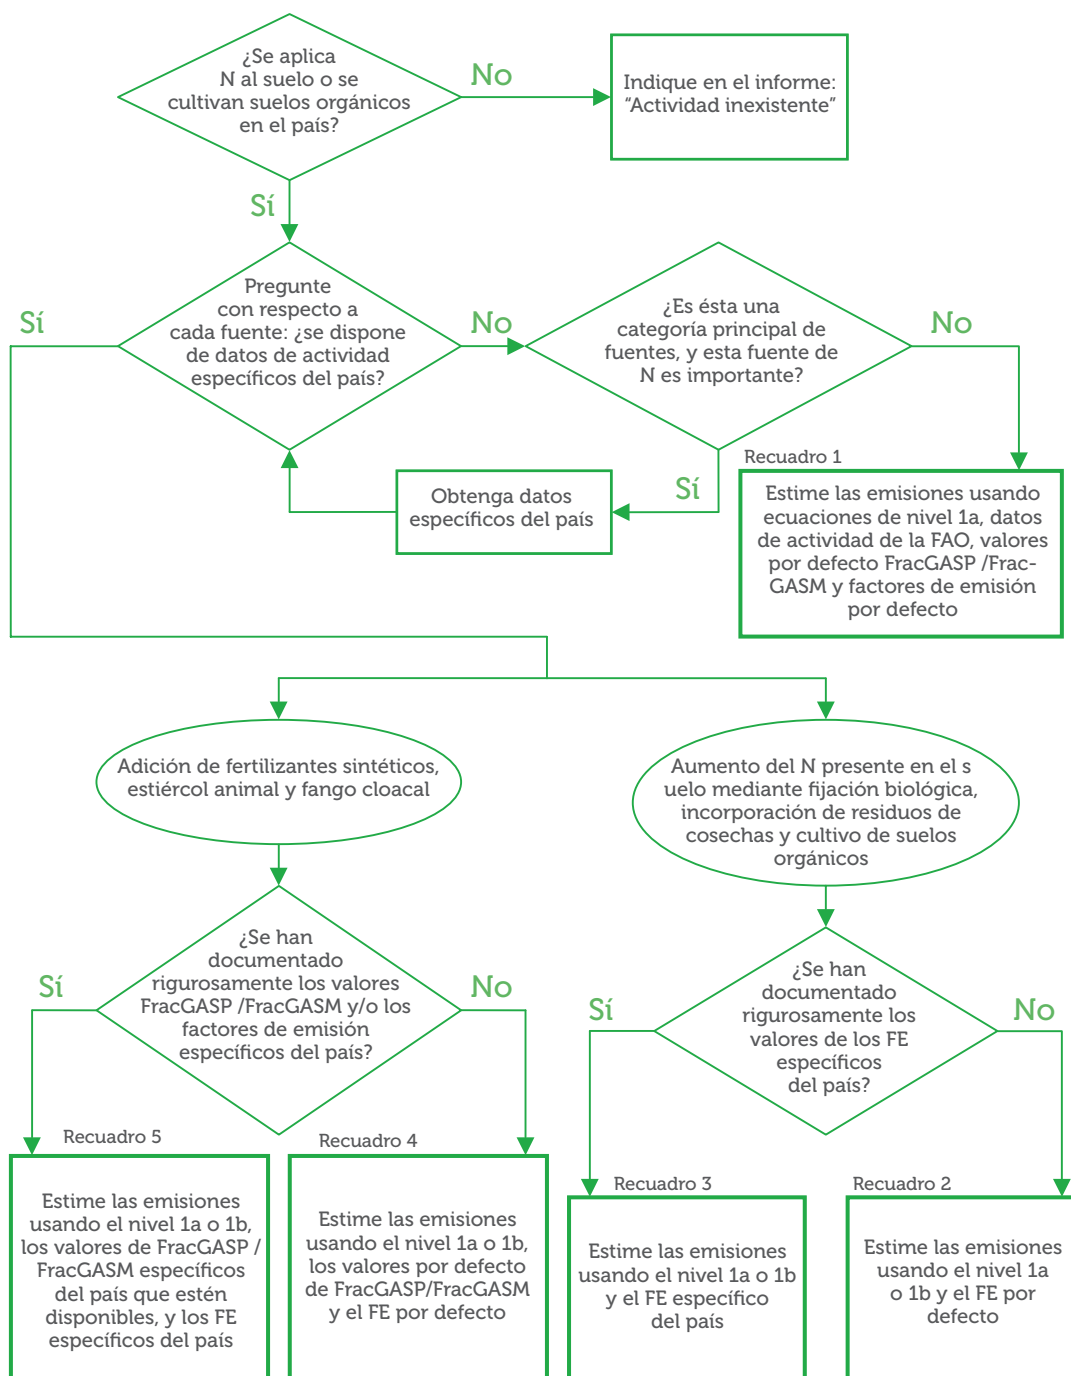 ¿Se aplica
N al suelo o se
cultivan suelos orgánicos
en el país?
No
Indique en el informe:
“Actividad inexistente”
Sí
Pregunte
con respecto a
cada fuente: ¿se dispone
de datos de actividad
específicos del país?
Sí
No
¿Es ésta una
categoría principal de
fuentes, y esta fuente de
N es importante?
No
Sí
Obtenga datos
específicos del país
Recuadro 1
Estime las emisiones usando
ecuaciones de nivel 1a, datos
de actividad de la FAO, valores
por defecto FracGASP /Frac-
GASM y factores de emisión
por defecto
Adición de fertilizantes sintéticos,
estiércol animal y fango cloacal
Aumento del N presente en el s
uelo mediante fijación biológica,
incorporación de residuos de
cosechas y cultivo de suelos
orgánicos
¿Se han
documentado
rigurosamente los valores
FracGASP /FracGASM y/o los
factores de emisión
específicos del país?
Sí
No
¿Se han
documentado
rigurosamente los
valores de los FE
específicos
del país?
Sí
No
Recuadro 5
Estime las emisiones
usando el nivel 1a o 1b,
los valores de FracGASP /
FracGASM específicos
del país que estén
disponibles, y los FE
específicos del país
Recuadro 4
Estime las emisiones
usando el nivel 1a o 1b,
los valores por defecto
de FracGASP/FracGASM
y el FE por defecto
Recuadro 3
Estime las emisiones
usando el nivel 1a o 1b
y el FE específico
del país
Recuadro 2
Estime las emisiones
usando el nivel 1a
o 1b y el FE por
defecto